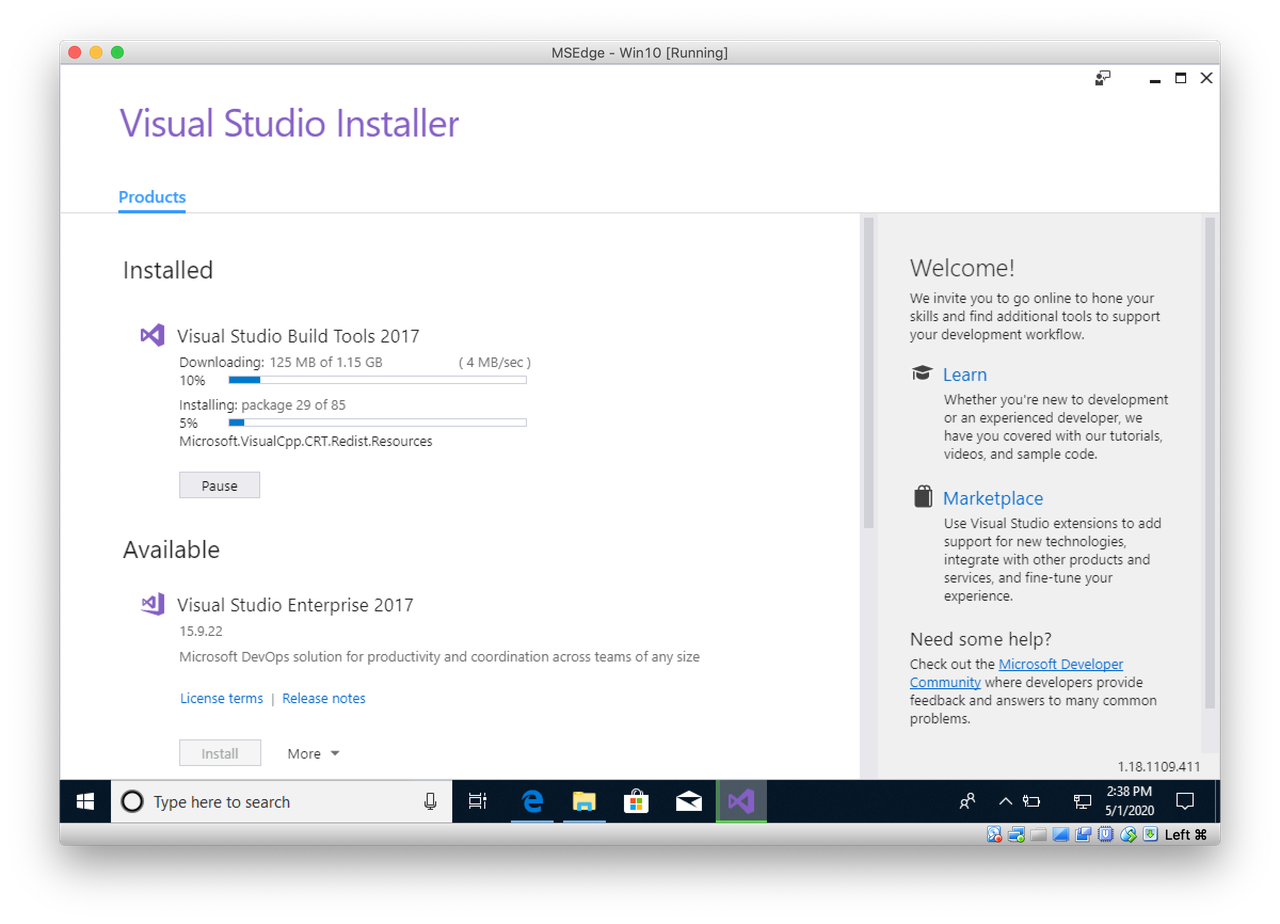 MSEdge - Win10 [Running]
Visual Studio Installer
Products
Installed
Visual Studio Build Tools 2017
Downloading: 125 MB of 1.15 GB ( 4 MB/sec )
10%
Installing: package 29 of 85
5%
Microsoft.VisualCpp.CRT.Redist.Resources
Pause
Available
Visual Studio Enterprise 2017
15.9.22
Microsoft DevOps solution for productivity and coordination across teams of any size
License terms | Release notes
Install More
Welcome!
We invite you to go online to hone your
skills and find additional tools to support
your development workflow.
Learn
Whether you're new to development
or an experienced developer, we
have you covered with our tutorials,
videos, and sample code.
Marketplace
Use Visual Studio extensions to add
support for new technologies,
integrate with other products and
services, and fine-tune your
experience.
Need some help?
Check out the Microsoft Developer
Community where developers provide
feedback and answers to many common
problems.
1.18.1109.411
Type here to search
2:38 PM
5/1/2020
Left ⌘